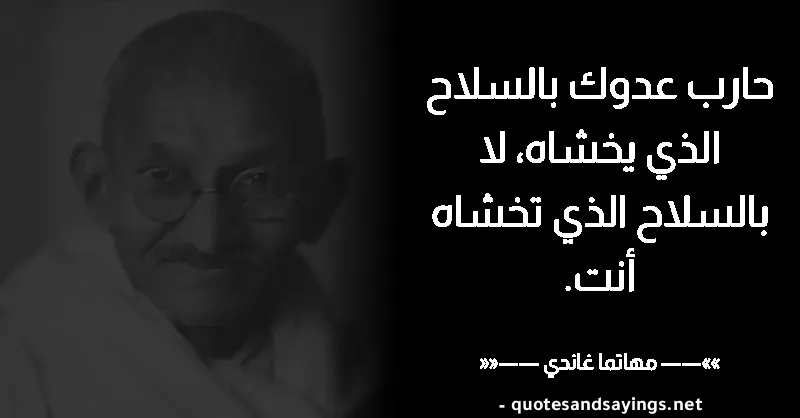 حارب عدوك بالسلاح
الذي يخشاه، لا
بالسلاح الذي تخشاه
أنت.
»—— مهاتما غاندي ——««
- quotesandsayings.net